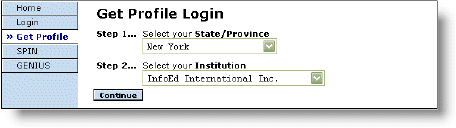 Home
Login
» Get Profile
SPIN
GENIUS
Get Profile Login
Step 1... Select your State/Province
New York
Step 2... Select your Institution
InfoEd International Inc.
Continue